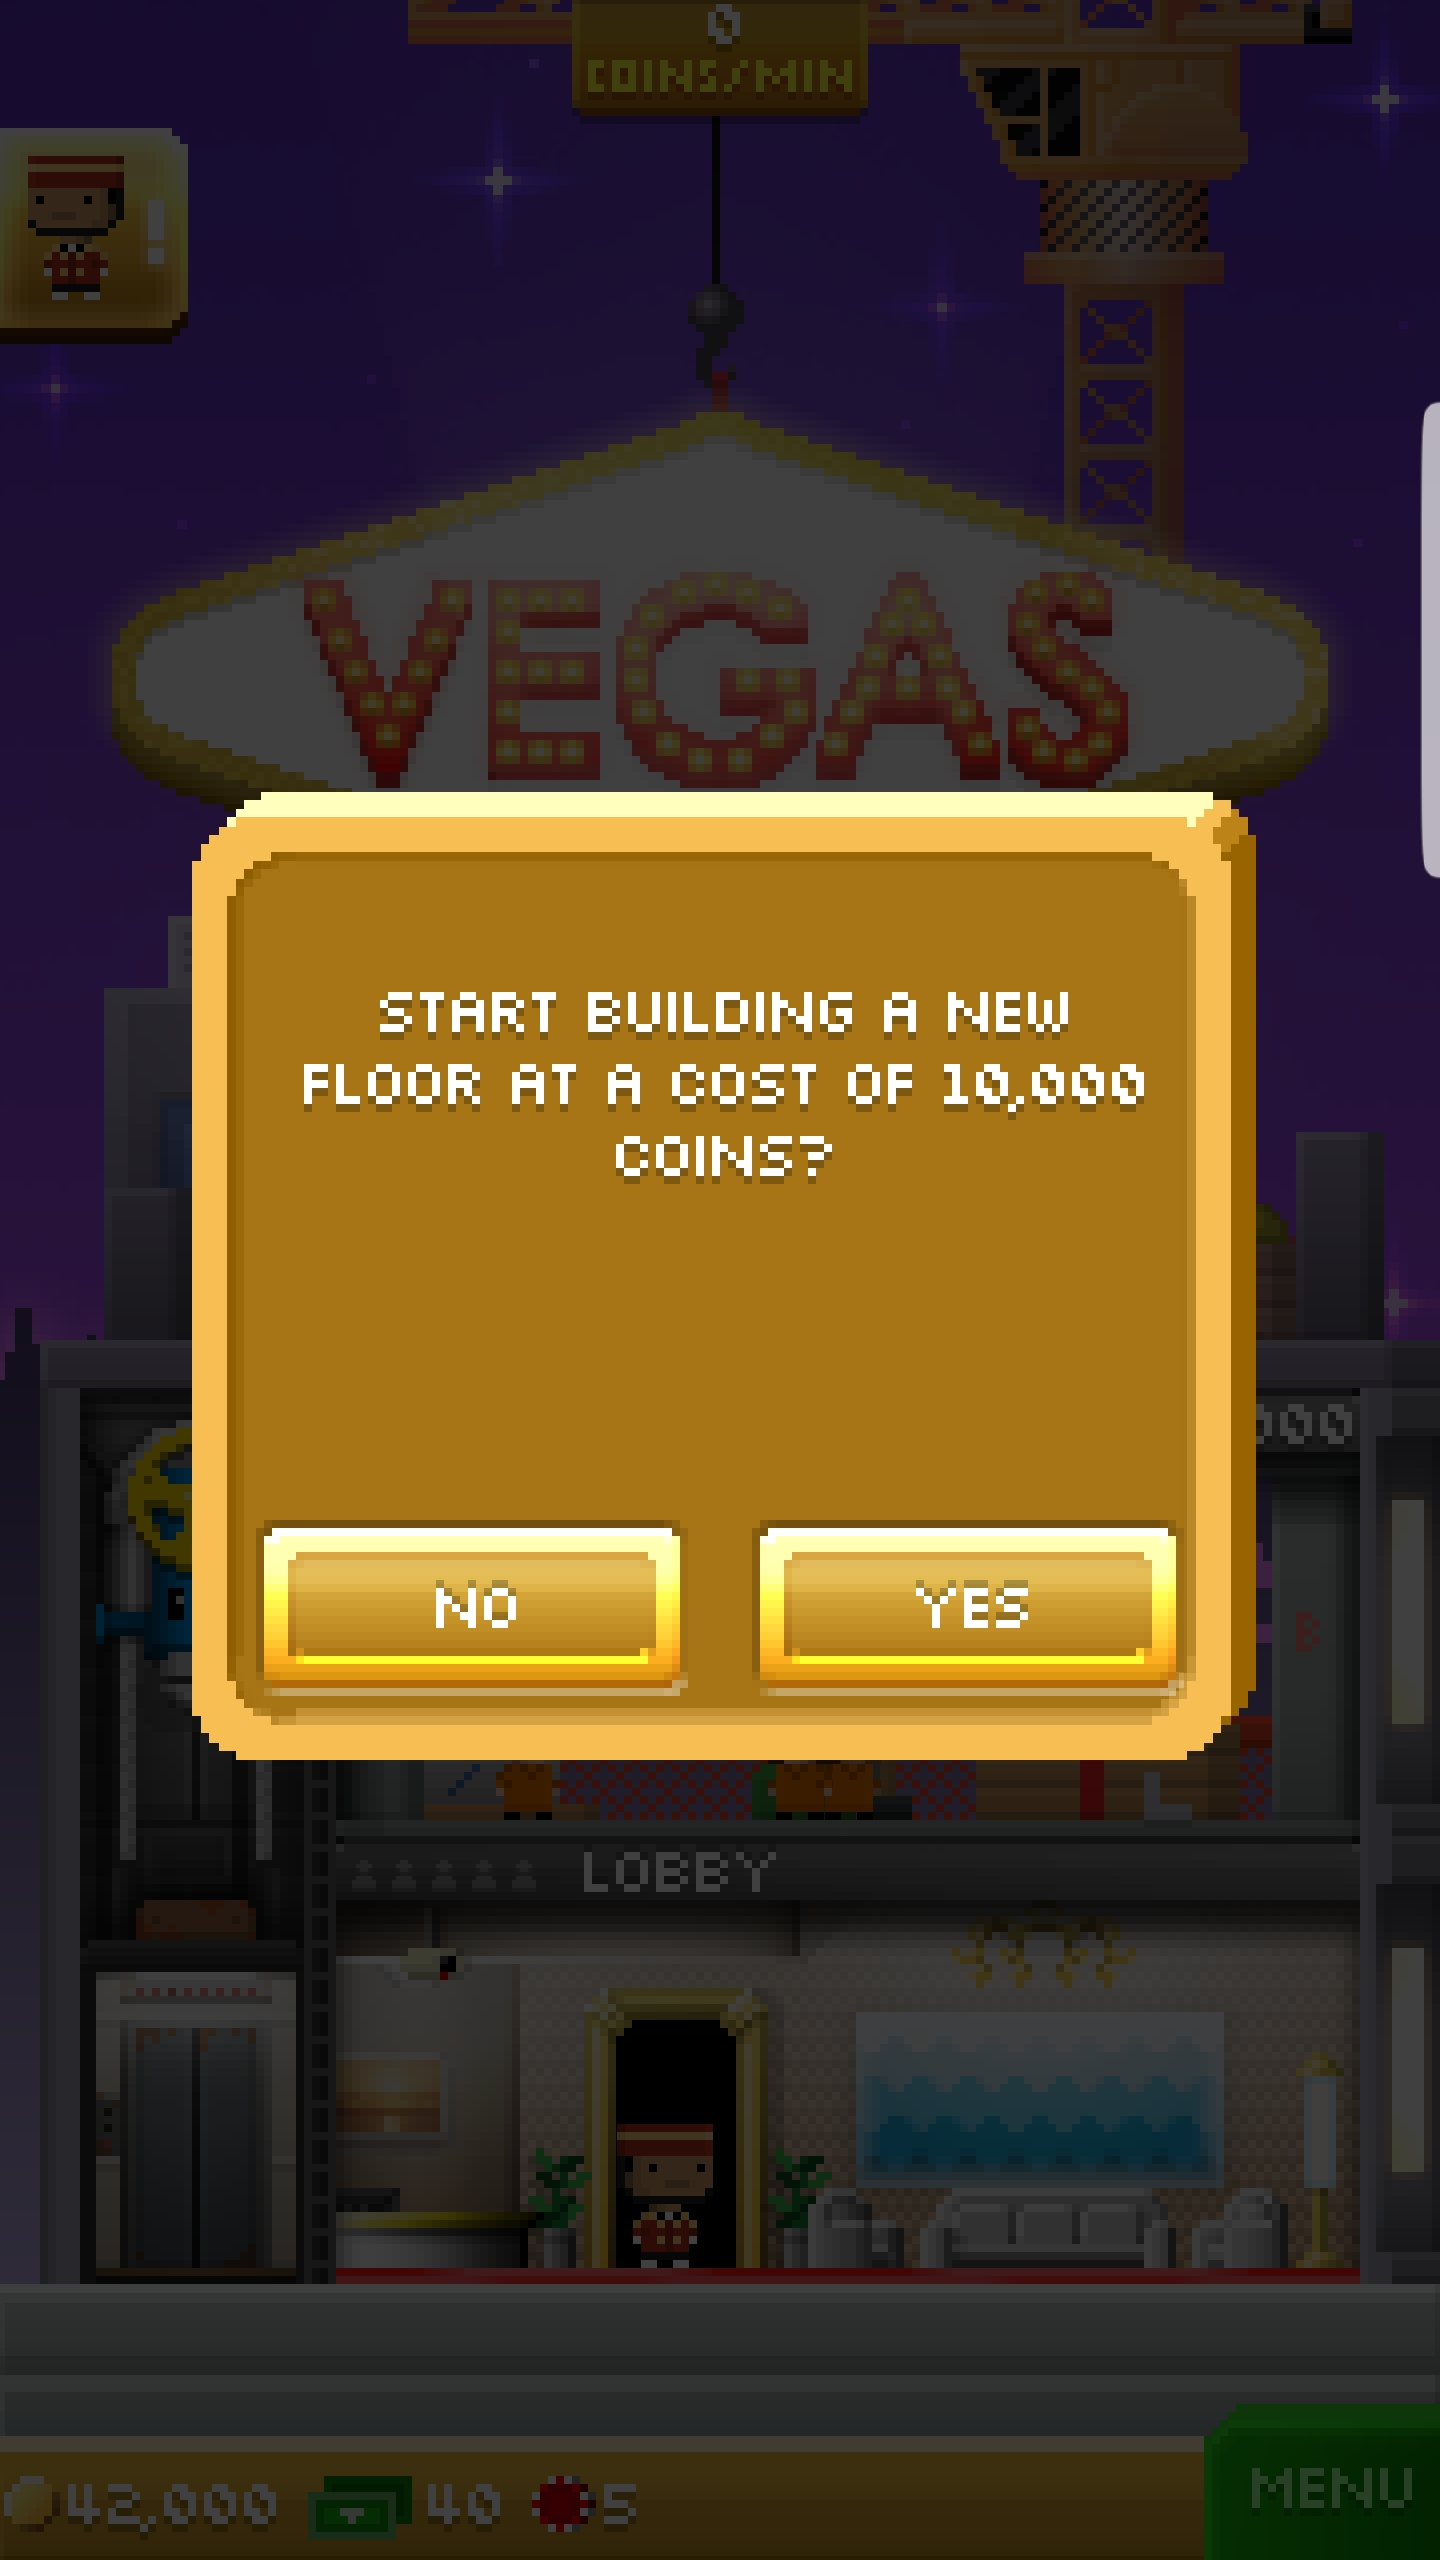 0
COINS/MIN
!
VEGAS
START BUILDING A NEW
FLOOR AT A COST OF 10,000
COINS?
000
NO
YES
B
LOBBY
42,000 40 5
MENU